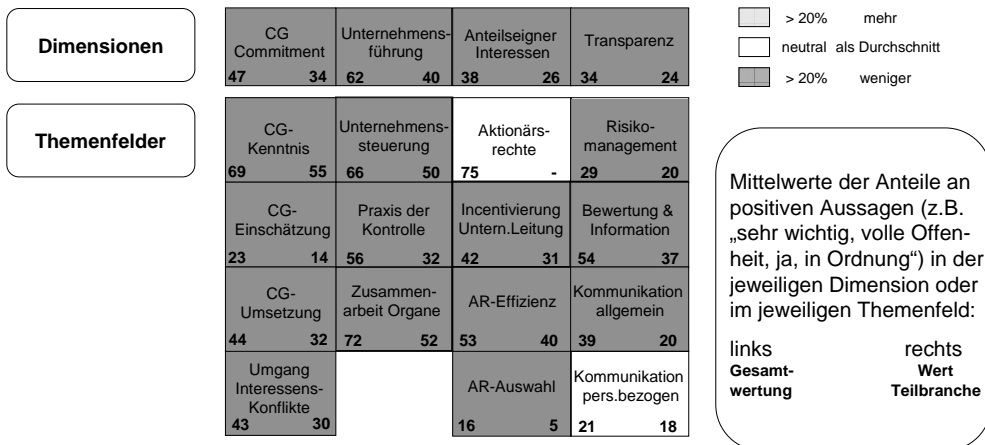 Dimensionen
CG
Commitment
47 34
Unternehmens-
führung
62 40
Anteilseigner
Interessen
38 26
Transparenz
34 24
> 20% mehr
neutral als Durchschnitt
> 20% weniger
Themenfelder
CG-
Kenntnis
69 55
Unternehmens-
steuerung
66 50
Aktionärs-
rechte
75 -
Risiko-
management
29 20
CG-
Einschätzung
23 14
Praxis der
Kontrolle
56 32
Incentivierung
Untern.Leitung
42 31
Bewertung &
Information
54 37
CG-
Umsetzung
44 32
Zusammen-
arbeit Organe
72 52
AR-Effizienz
53 40
Kommunikation
allgemein
39 20
Umgang
Interessens-
Konflikte
43 30
AR-Auswahl
16 5
Kommunikation
pers.bezogen
21 18
Mittelwerte der Anteile an
positiven Aussagen (z.B.
„sehr wichtig, volle Offen-
heit, ja, in Ordnung“) in der
jeweiligen Dimension oder
im jeweiligen Themenfeld:
links rechts
Gesamt- Wert
wertung Teilbranche